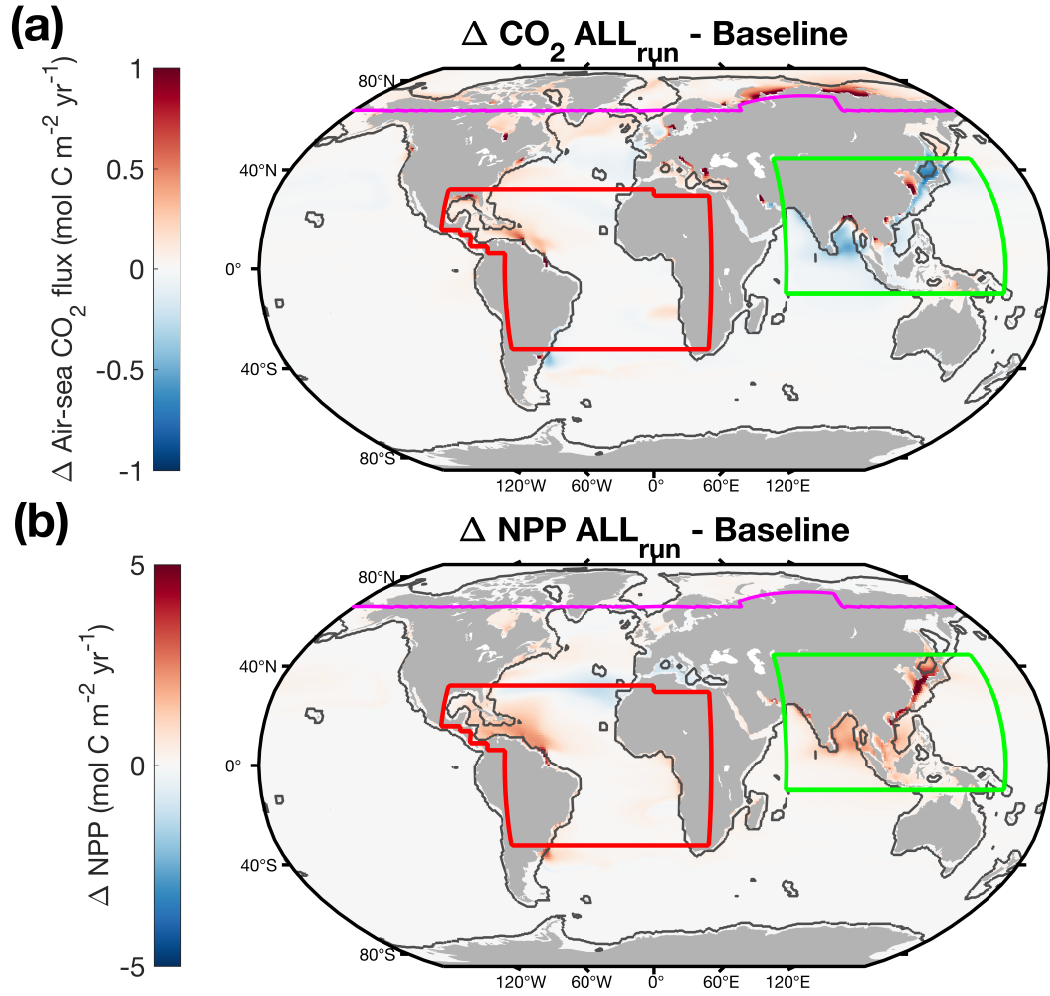 (a)
Δ CO2 ALLrun - Baseline
Δ Air-sea CO2 flux (mol C m-2 yr-1)
1
0.5
0
-0.5
-1
80°N
40°N
0°
40°S
80°S
120°W 60°W 0° 60°E 120°E
(b)
Δ NPP ALLrun - Baseline
Δ NPP (mol C m-2 yr-1)
5
0
-5
80°N
40°N
0°
40°S
80°S
120°W 60°W 0° 60°E 120°E